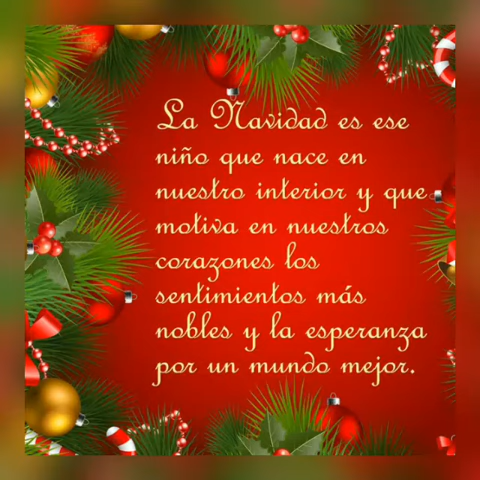 La Navidad es ese
niño que nace en
nuestro interior y que
motiva en nuestros
corazones los
sentimientos más
nobles y la esperanza
por un mundo mejor.